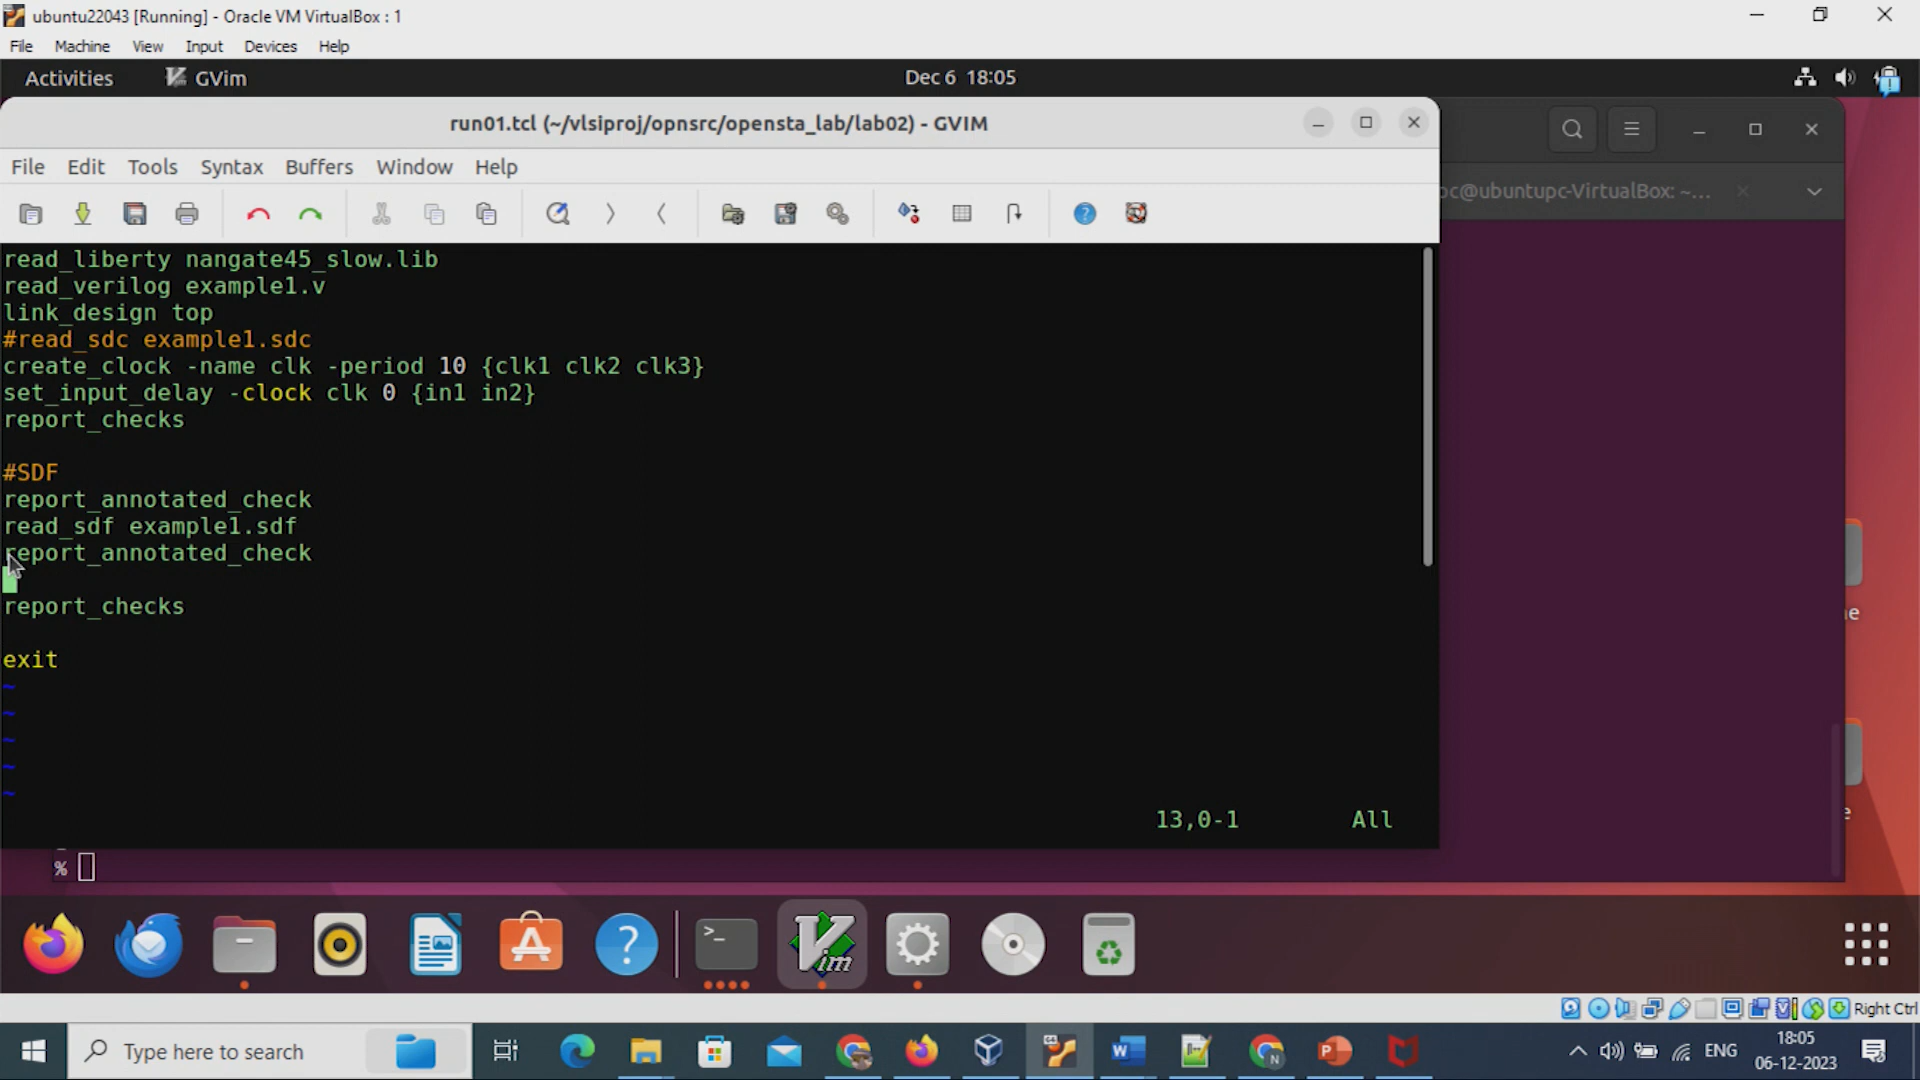 ubuntu22043 [Running] - Oracle VM VirtualBox : 1
File Machine View Input Devices Help
Activities GVim Dec 6 18:05
run01.tcl (~/vlsiproj/opnsrc/opensta_lab/lab02) - GVIM
File Edit Tools Syntax Buffers Window Help
pc@ubuntupc-VirtualBox: ~...
read_liberty nangate45_slow.lib
read_verilog example1.v
link_design top
#read_sdc example1.sdc
create_clock -name clk -period 10 {clk1 clk2 clk3}
set_input_delay -clock clk 0 {in1 in2}
report_checks
#SDF
report_annotated_check
read_sdf example1.sdf
report_annotated_check
report_checks
exit
~
~
~
~
~
13,0-1 All
%
Right Ctrl
Type here to search
ENG
18:05
06-12-2023